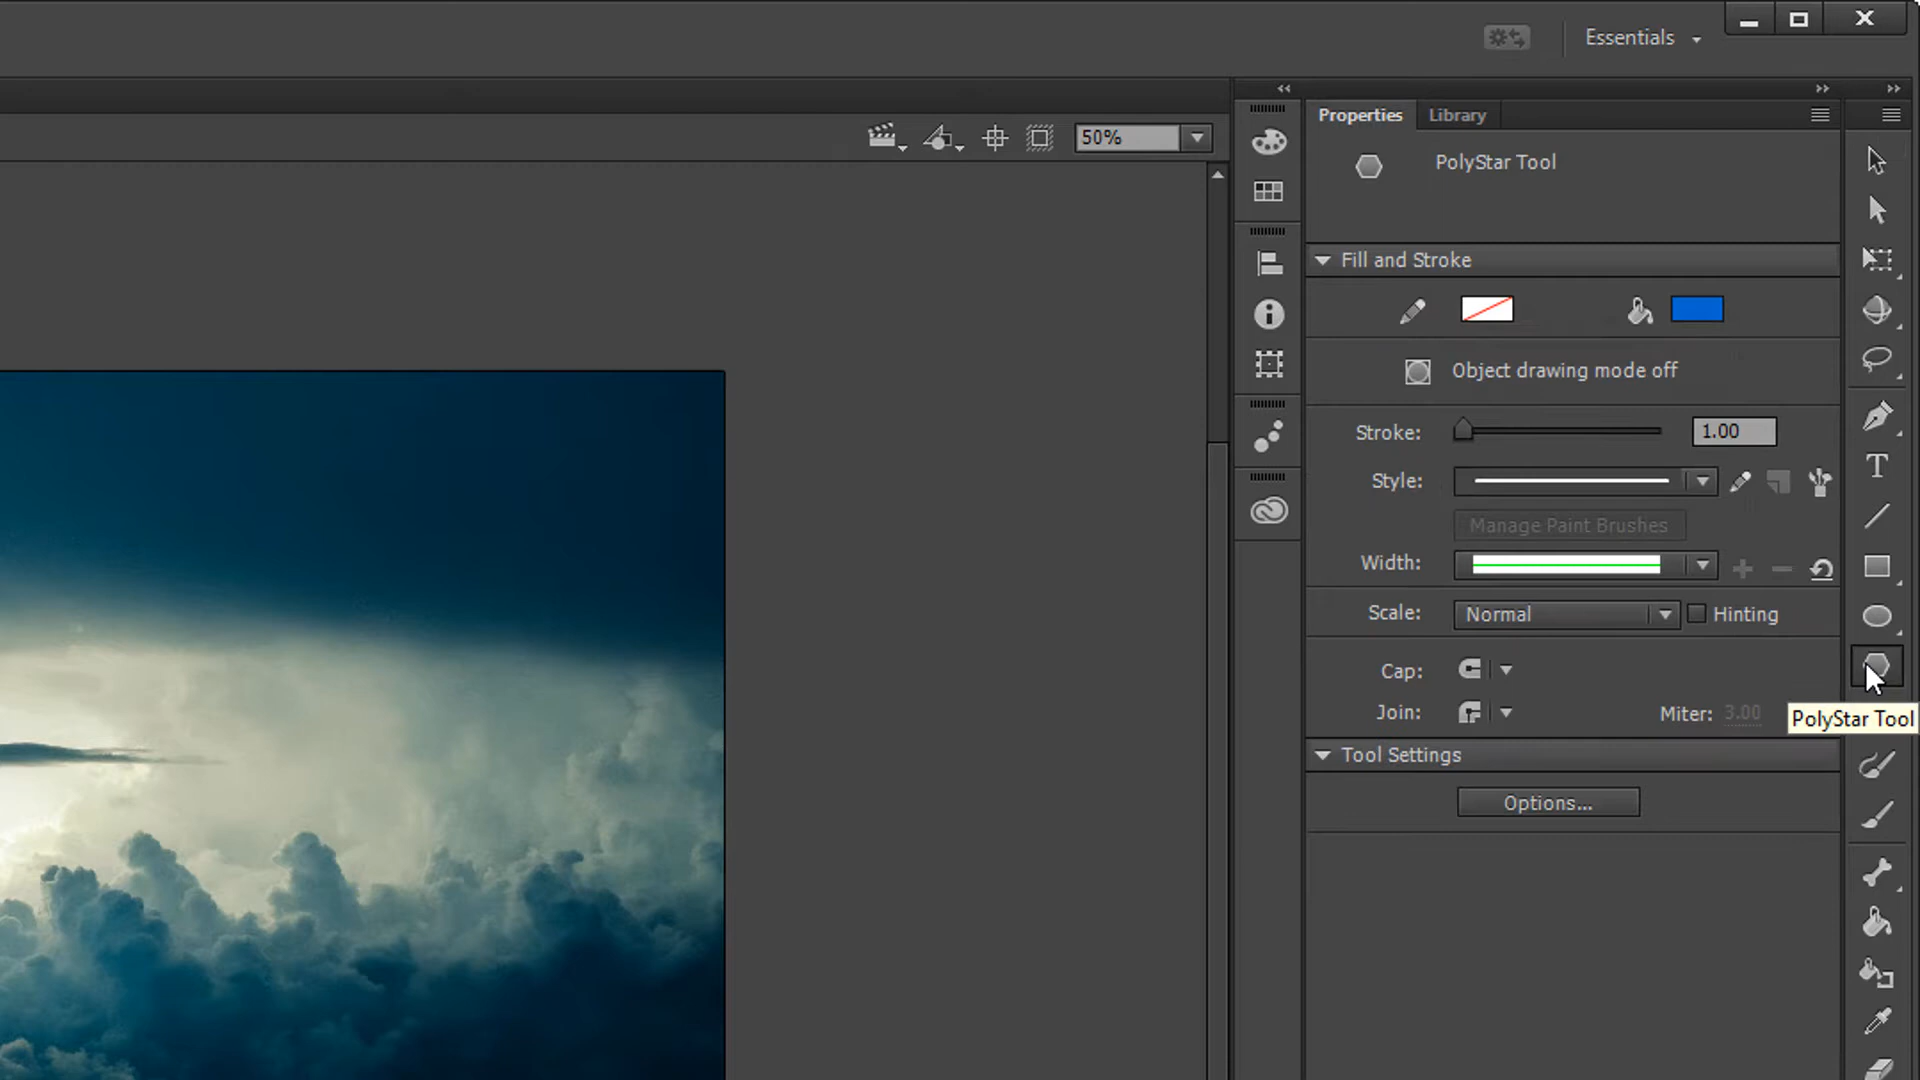 Essentials
50%
Properties
Library
PolyStar Tool
Fill and Stroke
Object drawing mode off
Stroke:
1.00
Style:
Manage Paint Brushes
Width:
Scale:
Normal
Hinting
Cap:
Join:
Miter: 3.00
PolyStar Tool
Tool Settings
Options...